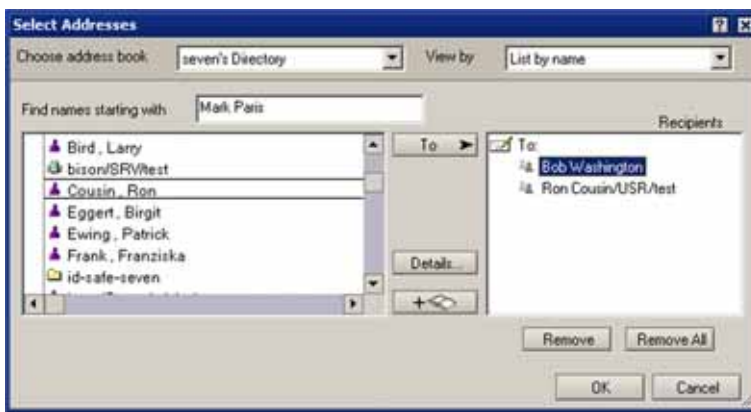 Select Addresses
Choose address book seven's Directory View by List by name
Find names starting with Mark Paris
Recipients
Bird , Larry
bison/SRV/test
Cousin , Ron
Eggert , Birgit
Ewing , Patrick
Frank , Franziska
id-safe-seven
To
Details...
+
To:
Bob Washington
Ron Cousin/USR/test
Remove Remove All
OK Cancel